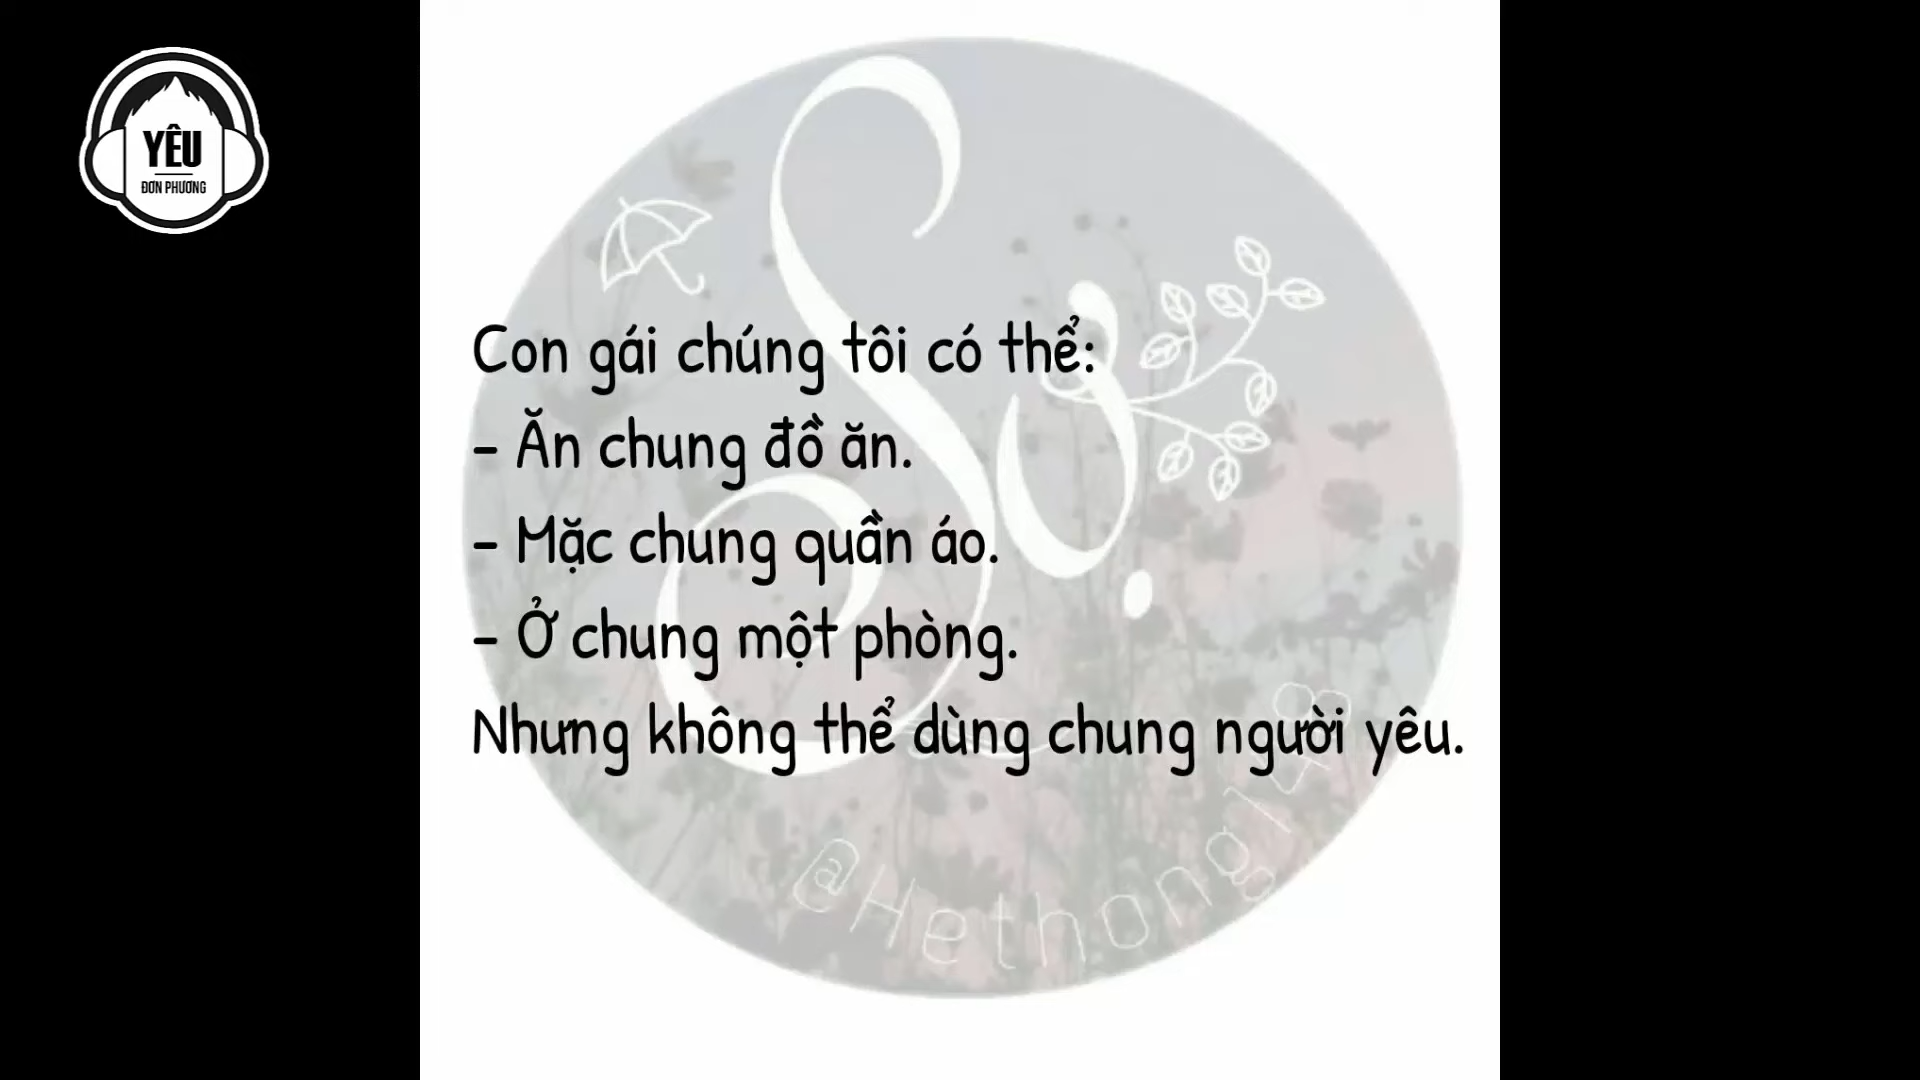 YÊU
ĐƠN PHƯƠNG
Sợ
Con gái chúng tôi có thể:
- Ăn chung đồ ăn.
- Mặc chung quần áo.
- Ở chung một phòng.
Nhưng không thể dùng chung người yêu.